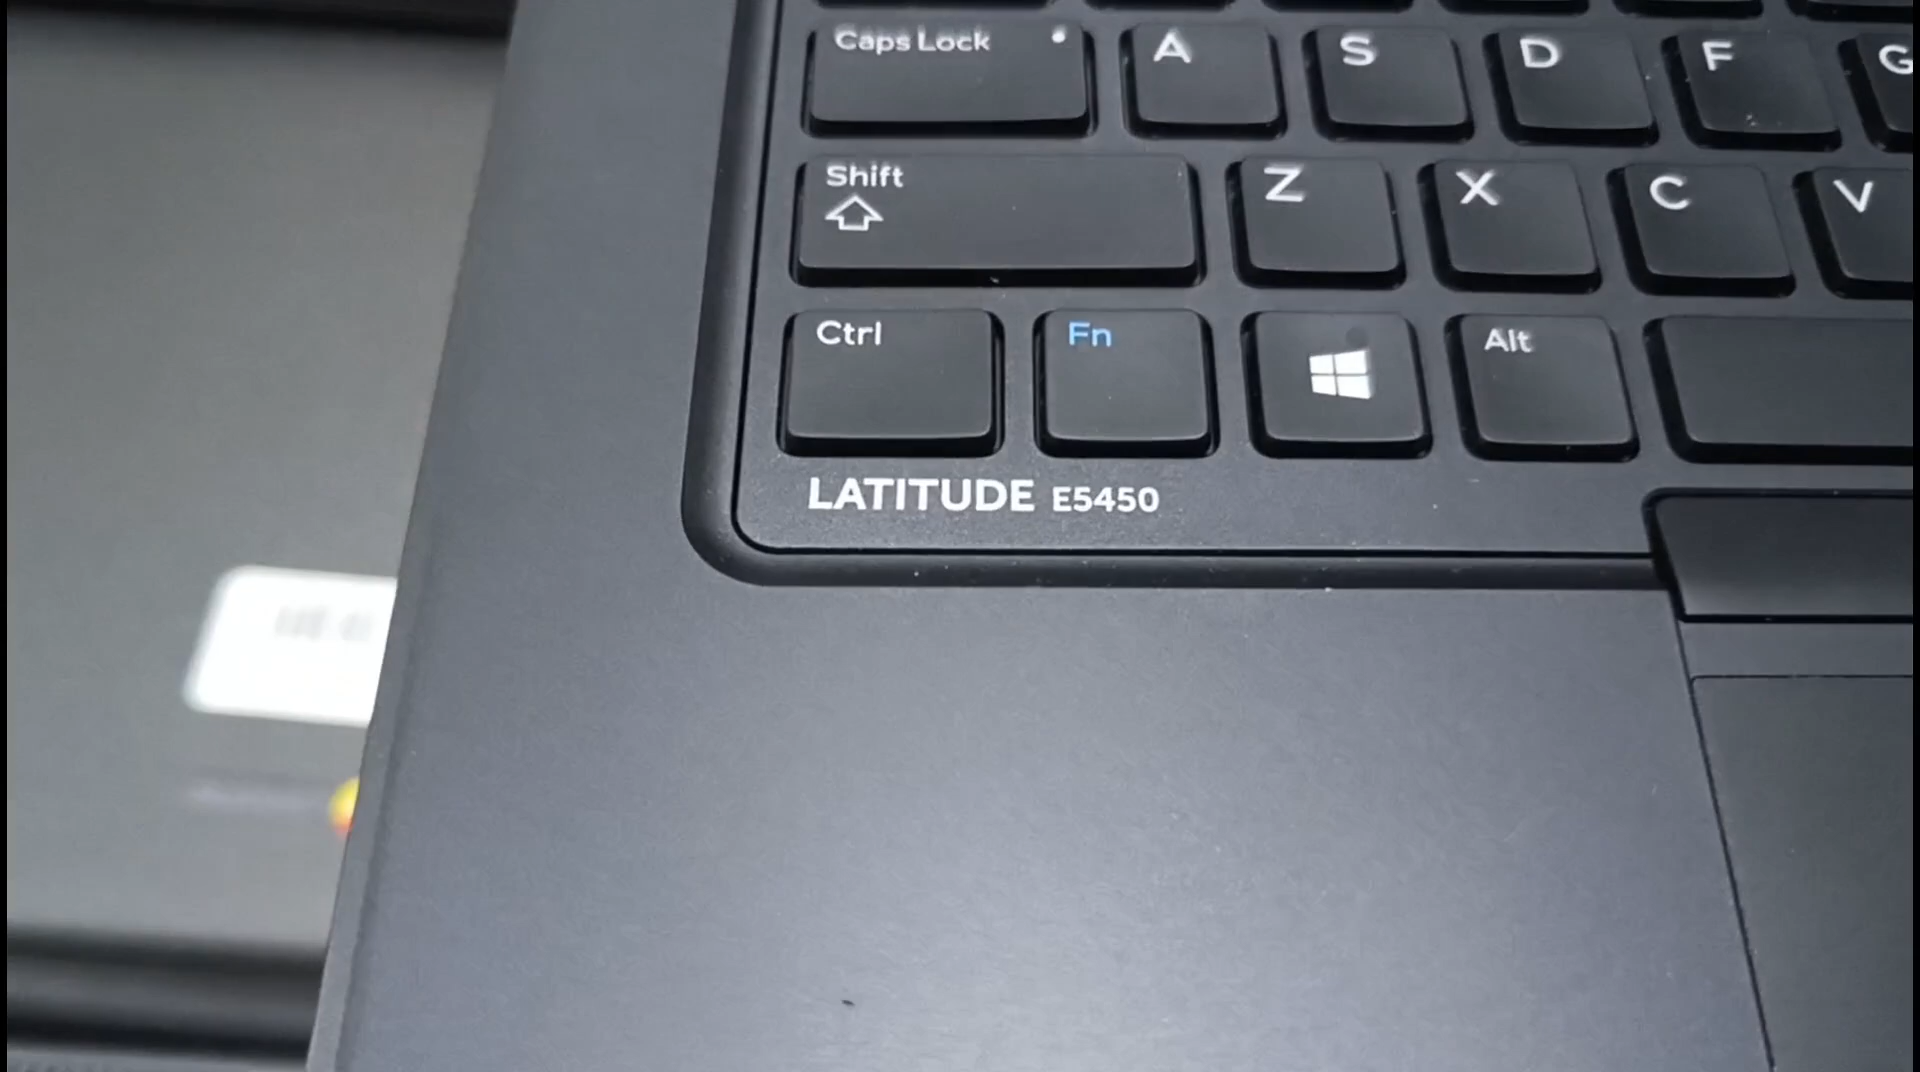 Caps Lock A S D F G
Shift Z X C V
Ctrl Fn Alt
LATITUDE E5450